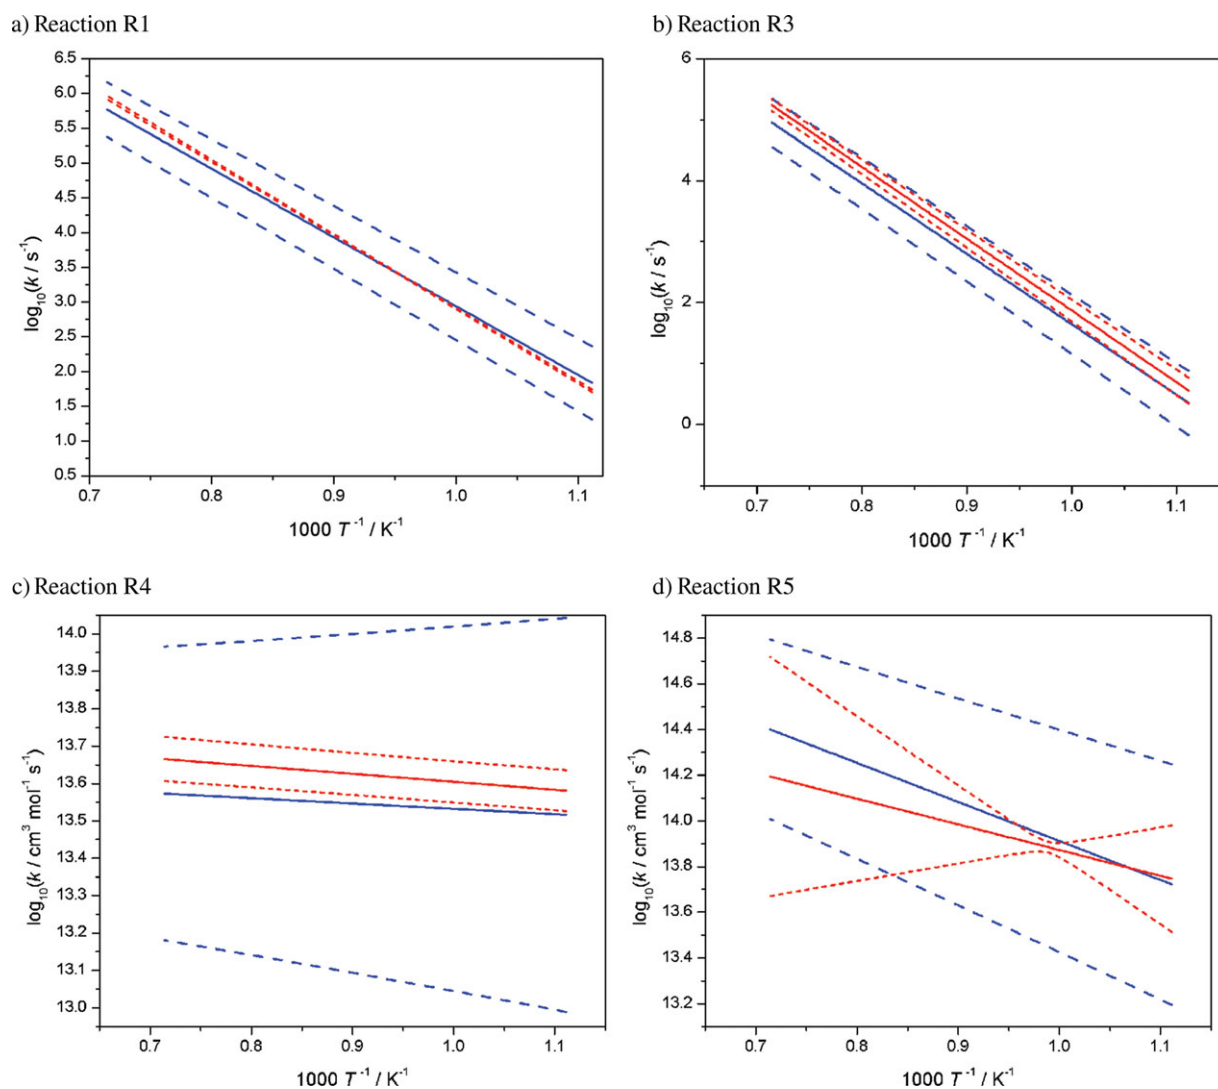 a) Reaction R1
6.5
6.0
5.5
5.0
4.5
4.0
3.5
3.0
2.5
2.0
1.5
1.0
0.5
log₁₀(k / s⁻¹)
0.7 0.8 0.9 1.0 1.1
1000 T⁻¹ / K⁻¹
b) Reaction R3
6
4
2
0
log₁₀(k / s⁻¹)
0.7 0.8 0.9 1.0 1.1
1000 T⁻¹ / K⁻¹
c) Reaction R4
14.0
13.9
13.8
13.7
13.6
13.5
13.4
13.3
13.2
13.1
13.0
log₁₀(k / cm³ mol⁻¹ s⁻¹)
0.7 0.8 0.9 1.0 1.1
1000 T⁻¹ / K⁻¹
d) Reaction R5
14.8
14.6
14.4
14.2
14.0
13.8
13.6
13.4
13.2
log₁₀(k / cm³ mol⁻¹ s⁻¹)
0.7 0.8 0.9 1.0 1.1
1000 T⁻¹ / K⁻¹